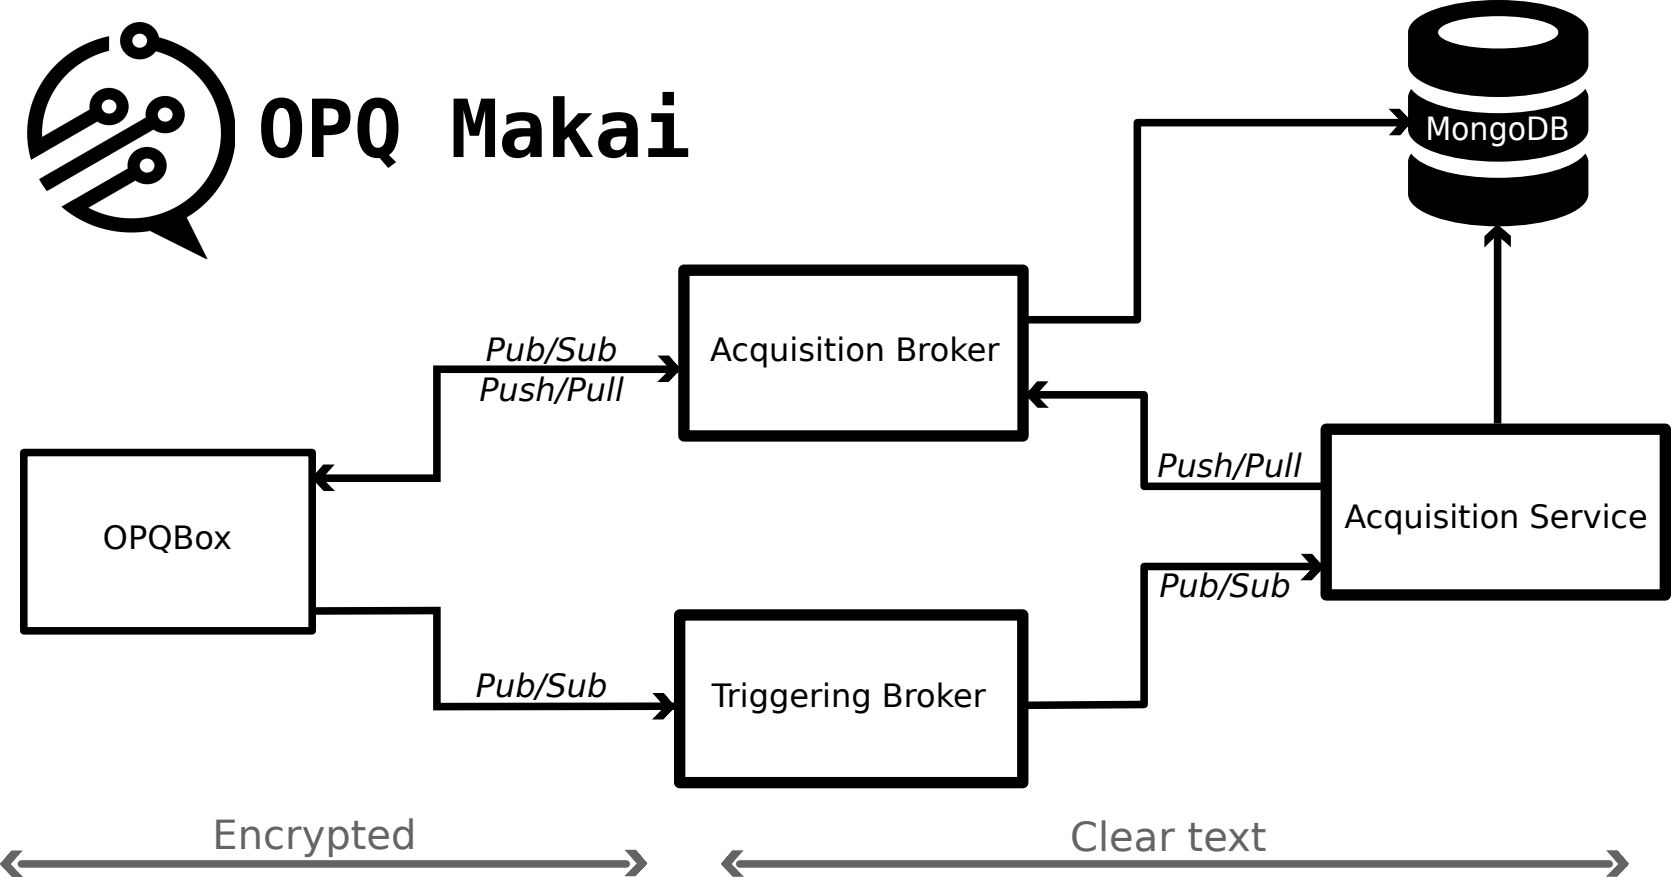 OPQ Makai
MongoDB
Pub/Sub
Push/Pull
Acquisition Broker
Push/Pull
OPQBox
Acquisition Service
Pub/Sub
Pub/Sub
Triggering Broker
Encrypted
Clear text